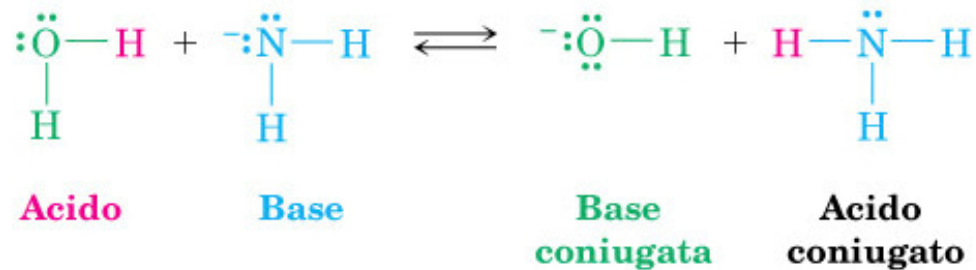 :Ö—H + ⁻:N̈—H ⇌ ⁻:Ö̤—H + H—N̈—H
H H H
Acido Base Base Acido
coniugata coniugato